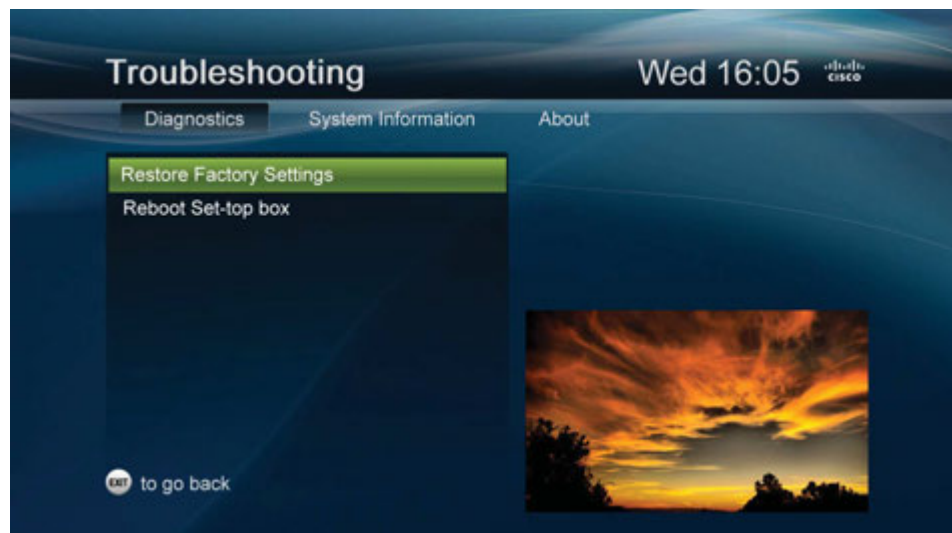 Troubleshooting
Wed 16:05
cisco
Diagnostics
System Information
About
Restore Factory Settings
Reboot Set-top box
EXIT to go back